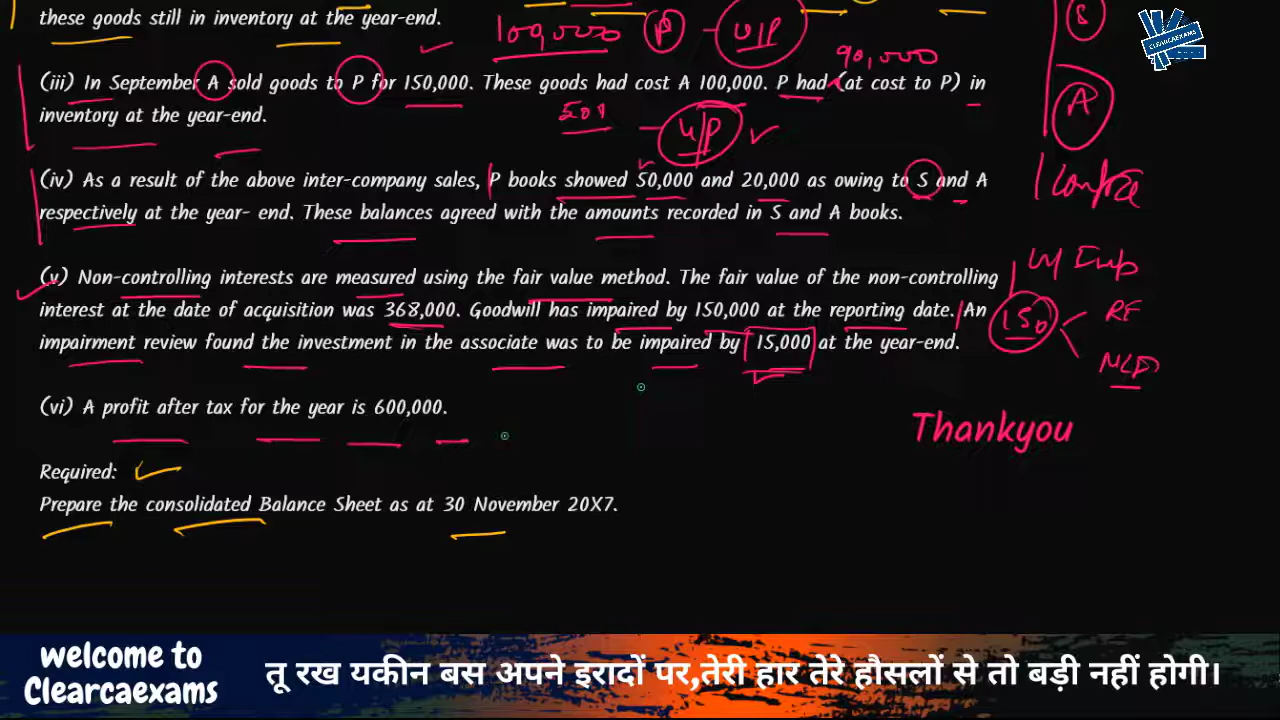 these goods still in inventory at the year-end.
100,000 P - U/P
S
CLEARCAEXAMS
90,000
(iii) In September A sold goods to P for 150,000. These goods had cost A 100,000. P had (at cost to P) in
inventory at the year-end.
- U/P
A
(iv) As a result of the above inter-company sales, P books showed 50,000 and 20,000 as owing to S and A
respectively at the year- end. These balances agreed with the amounts recorded in S and A books.
(v) Non-controlling interests are measured using the fair value method. The fair value of the non-controlling
interest at the date of acquisition was 368,000. Goodwill has impaired by 150,000 at the reporting date. An
impairment review found the investment in the associate was to be impaired by 15,000 at the year-end.
150
RE
(vi) A profit after tax for the year is 600,000.
Thankyou
Required:
Prepare the consolidated Balance Sheet as at 30 November 20X7.
welcome to
Clearcaexams
तू रख यकीन बस अपने इरादों पर,तेरी हार तेरे हौसलों से तो बड़ी नहीं होगी।